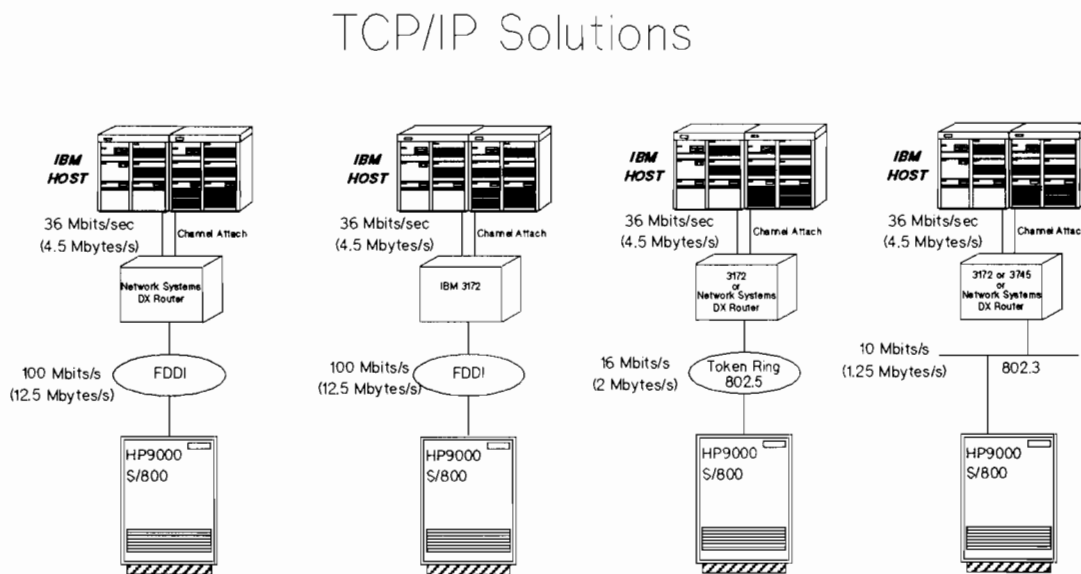 TCP/IP Solutions
IBM
HOST
36 Mbits/sec
(4.5 Mbytes/s)
Channel Attach
Network Systems
DX Router
100 Mbits/s
(12.5 Mbytes/s)
FDDI
HP9000
S/800
IBM
HOST
36 Mbits/sec
(4.5 Mbytes/s)
Channel Attach
IBM 3172
100 Mbits/s
(12.5 Mbytes/s)
FDDI
HP9000
S/800
IBM
HOST
36 Mbits/sec
(4.5 Mbytes/s)
Channel Attach
3172
or
Network Systems
DX Router
16 Mbits/s
(2 Mbytes/s)
Token Ring
802.5
HP9000
S/800
IBM
HOST
36 Mbits/sec
(4.5 Mbytes/s)
Channel Attach
3172 or 3745
or
Network Systems
DX Router
10 Mbits/s
(1.25 Mbytes/s)
802.3
HP9000
S/800